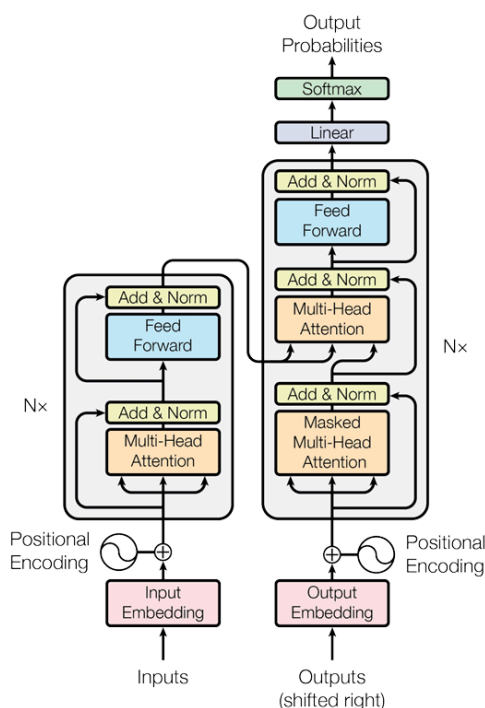 Output
Probabilities
Softmax
Linear
Add & Norm
Feed
Forward
Add & Norm
Multi-Head
Attention
Add & Norm
Masked
Multi-Head
Attention
N×
Positional
Encoding
Output
Embedding
Outputs
(shifted right)
Add & Norm
Feed
Forward
Add & Norm
Multi-Head
Attention
N×
Positional
Encoding
Input
Embedding
Inputs